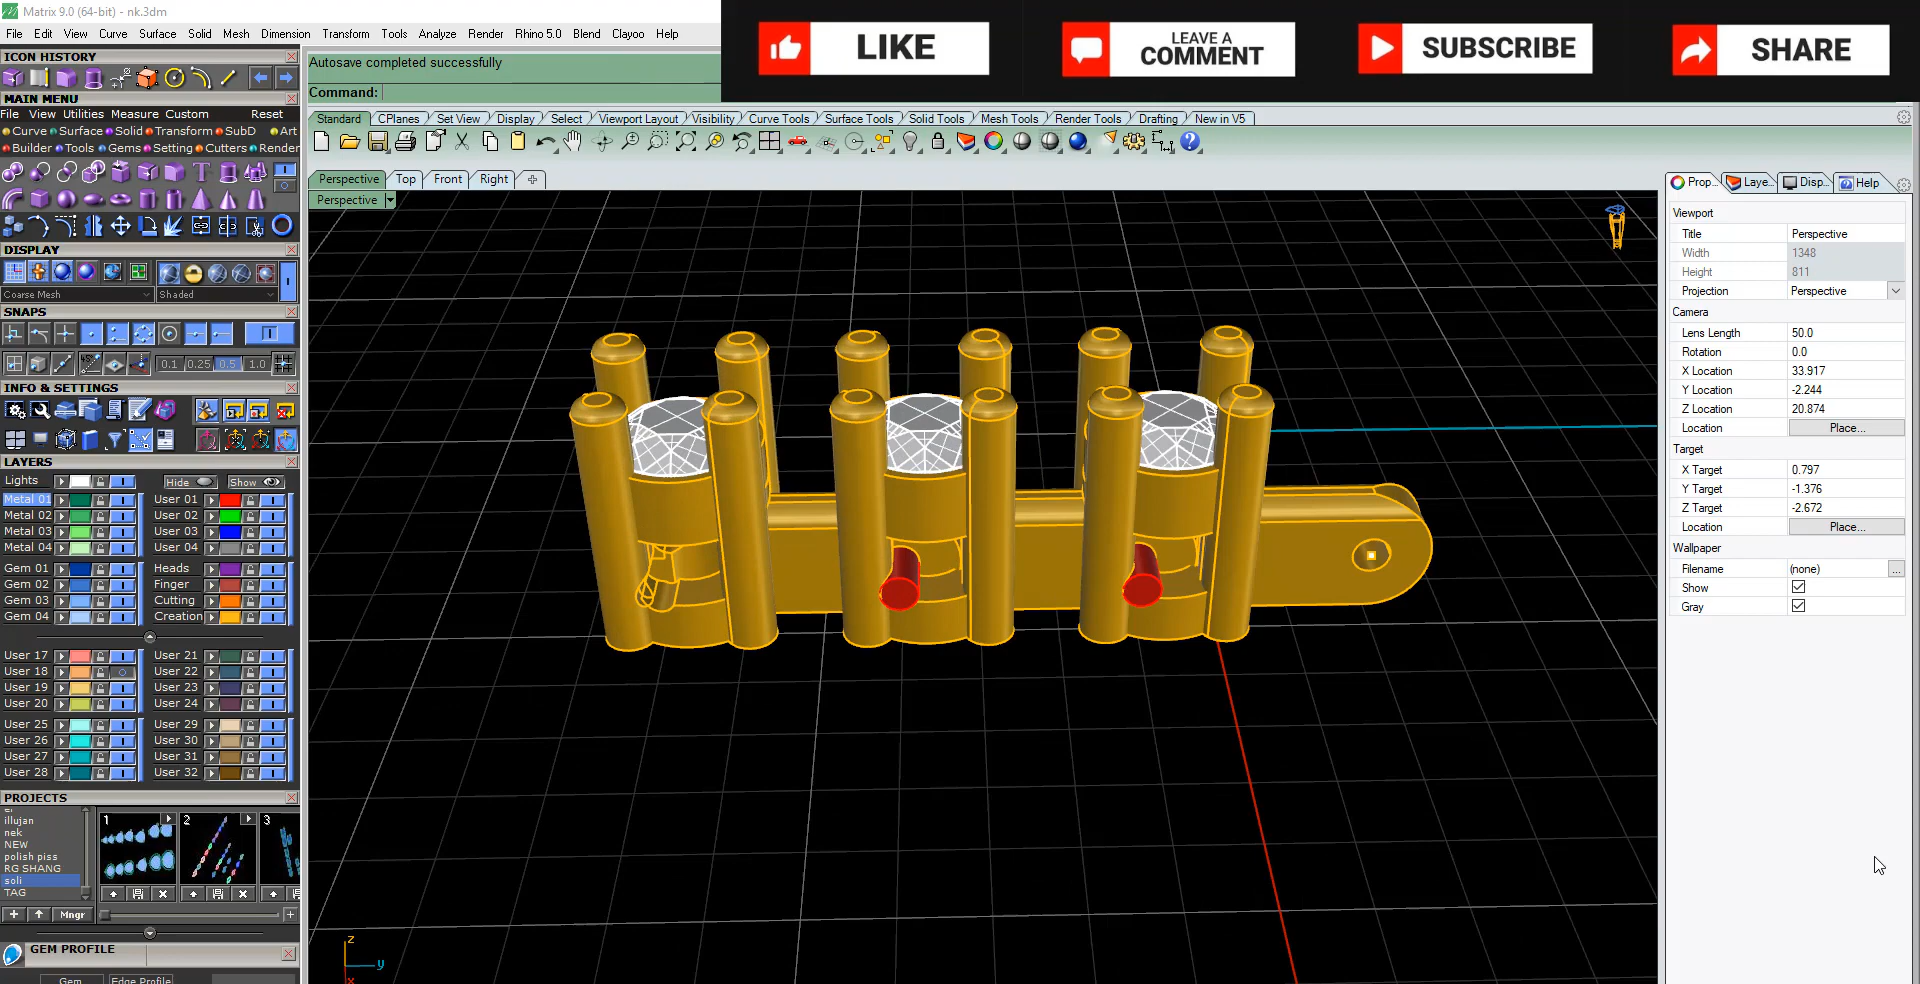 Matrix 9.0 (64-bit) - nk.3dm
File Edit View Curve Surface Solid Mesh Dimension Transform Tools Analyze Render Rhino 5.0 Blend Clayoo Help
LIKE
LEAVE A
COMMENT
SUBSCRIBE
SHARE
ICON HISTORY
Autosave completed successfully
Command:
MAIN MENU
File View Utilities Measure Custom Reset
Curve Surface Solid Transform SubD Art
Builder Tools Gems Setting Cutters Render
Standard CPlanes Set View Display Select Viewport Layout Visibility Curve Tools Surface Tools Solid Tools Mesh Tools Render Tools Drafting New in V5
Perspective Top Front Right
Perspective
DISPLAY
Coarse Mesh Shaded
SNAPS
0.1 0.25 0.5 1.0
INFO & SETTINGS
LAYERS
Lights Hide Show
Metal 01 User 01
Metal 02 User 02
Metal 03 User 03
Metal 04 User 04
Gem 01 Heads
Gem 02 Finger
Gem 03 Cutting
Gem 04 Creation
User 17 User 21
User 18 User 22
User 19 User 23
User 20 User 24
User 25 User 29
User 26 User 30
User 27 User 31
User 28 User 32
PROJECTS
illujan
nek
NEW
polish piss
RG SHANG
soli
TAG
1 2 3
Mngr
GEM PROFILE
Gem Edge Profile
z
y
x
Prop... Laye... Disp... Help
Viewport
Title Perspective
Width 1348
Height 811
Projection Perspective
Camera
Lens Length 50.0
Rotation 0.0
X Location 33.917
Y Location -2.244
Z Location 20.874
Location Place...
Target
X Target 0.797
Y Target -1.376
Z Target -2.672
Location Place...
Wallpaper
Filename (none) ...
Show
Gray